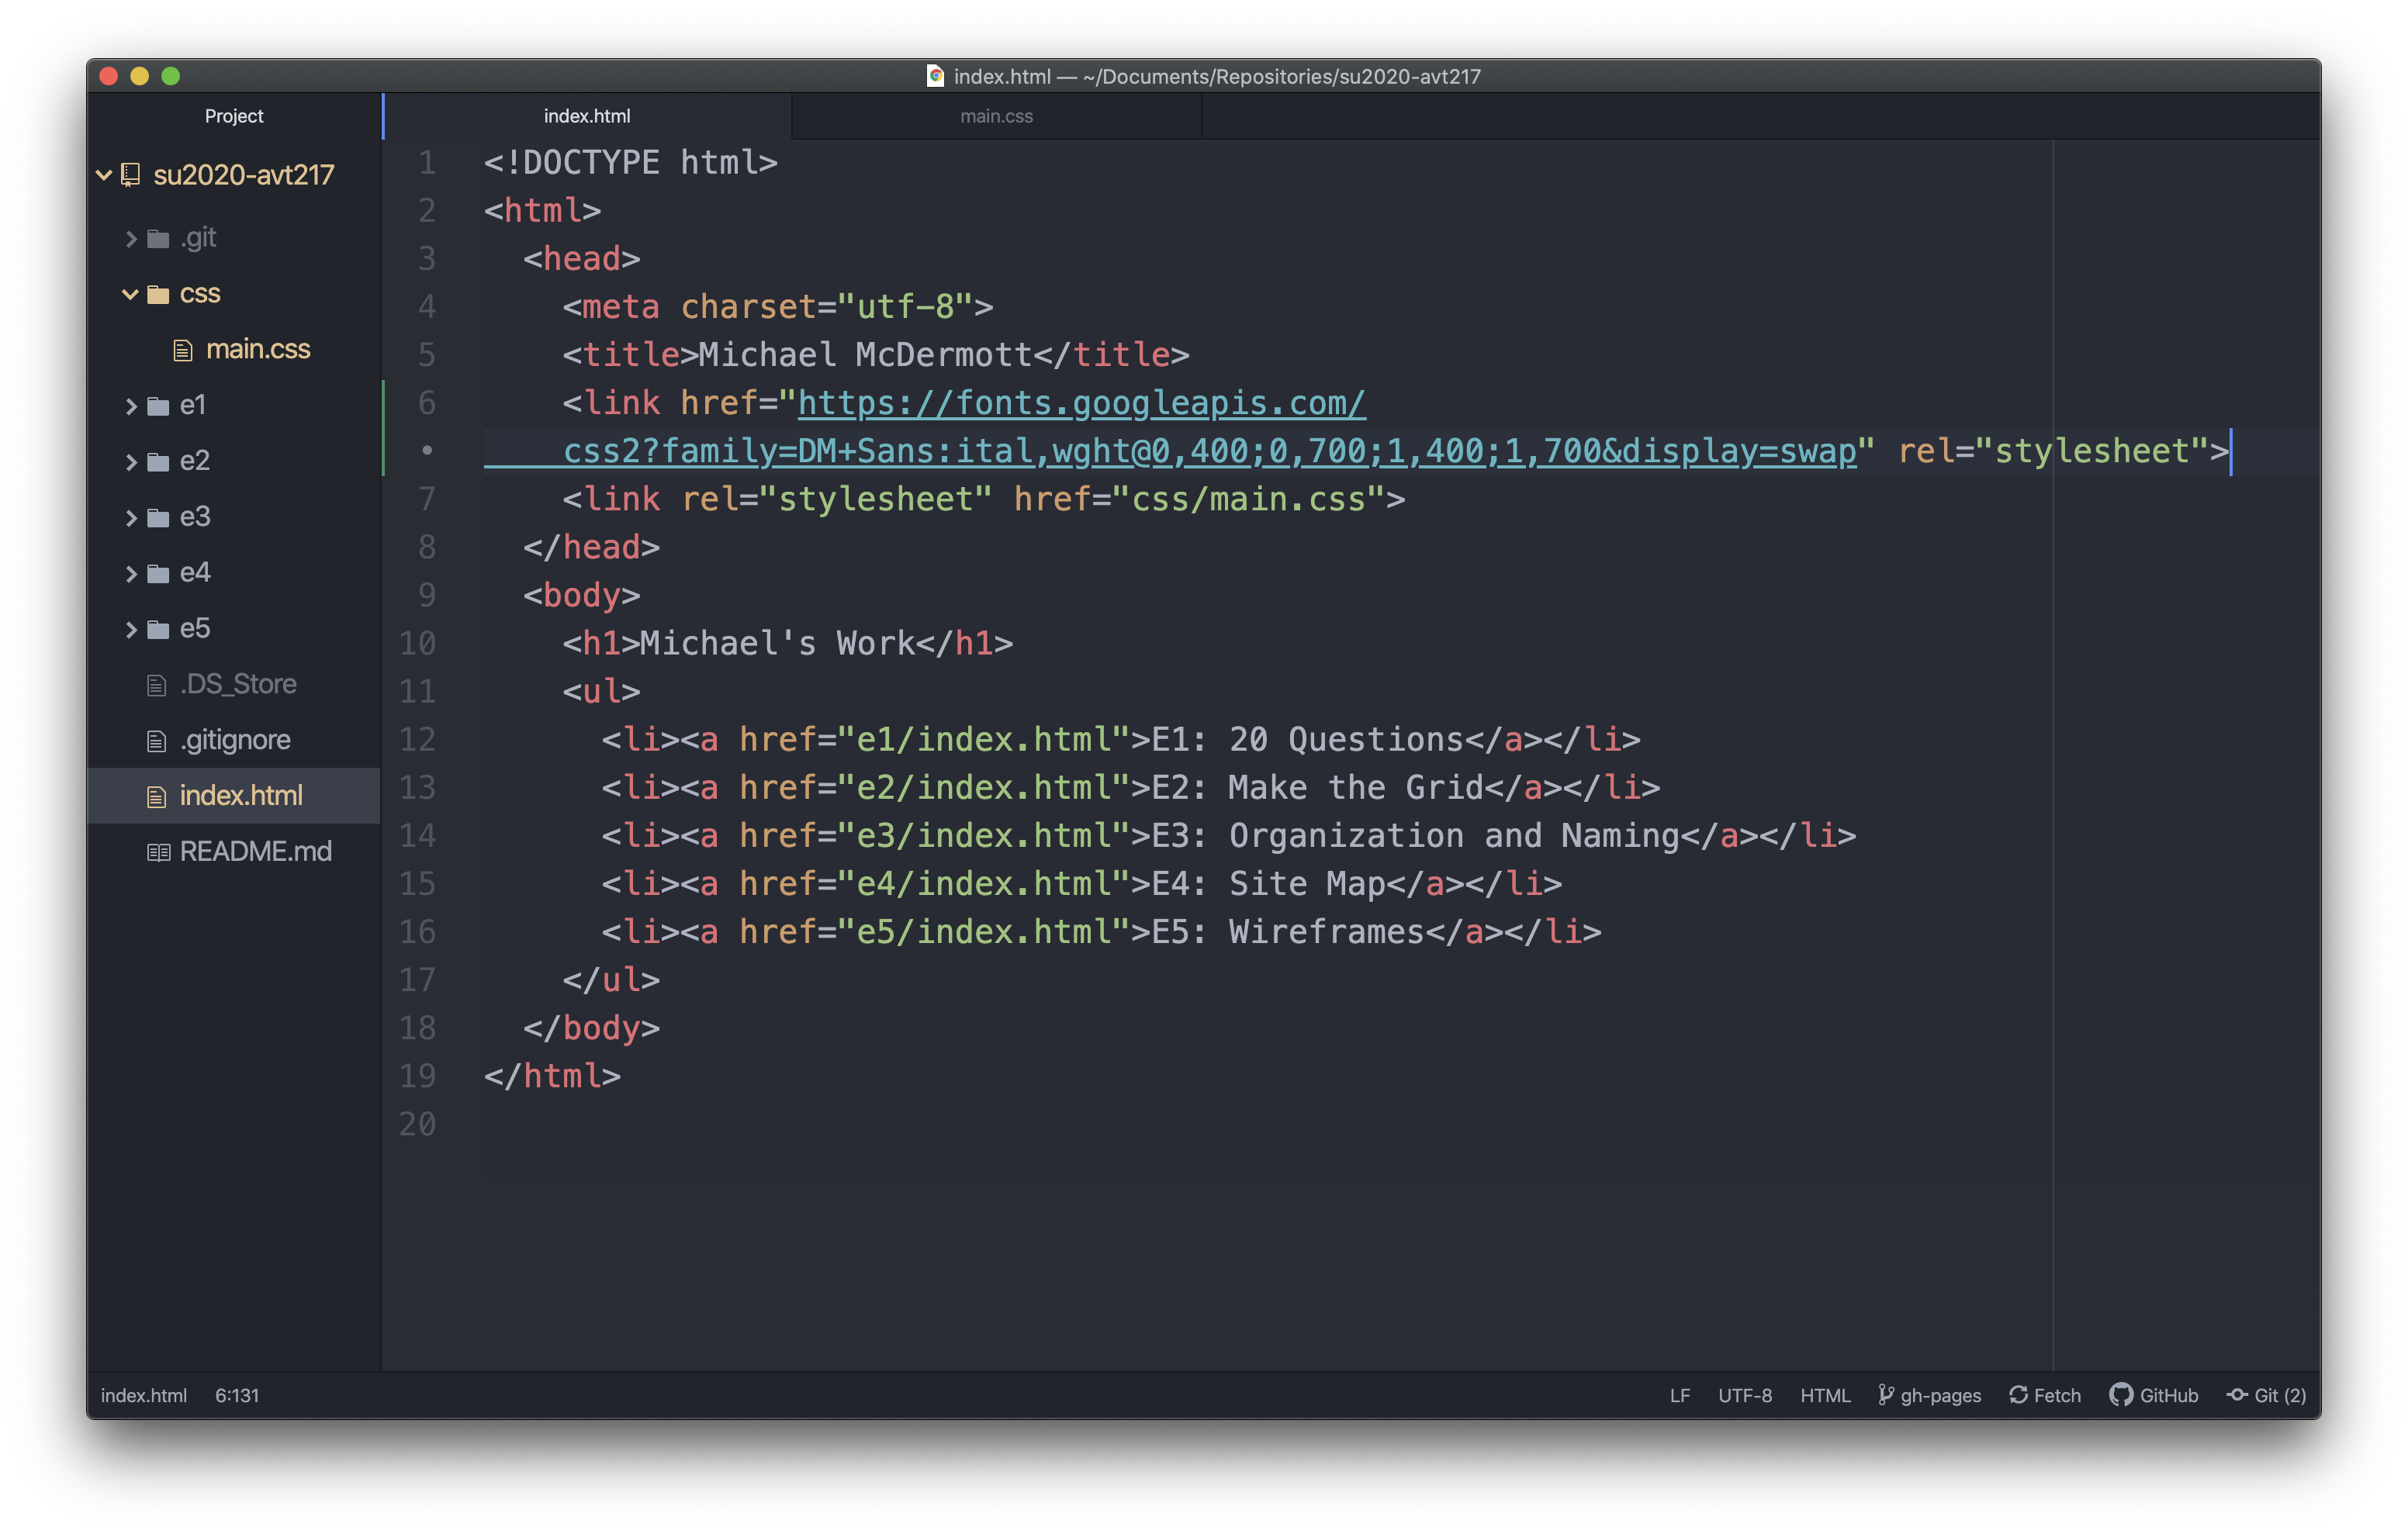 index.html — ~/Documents/Repositories/su2020-avt217
Project
su2020-avt217
.git
css
main.css
e1
e2
e3
e4
e5
.DS_Store
.gitignore
index.html
README.md
index.html main.css
1 <!DOCTYPE html>
2 <html>
3 <head>
4 <meta charset="utf-8">
5 <title>Michael McDermott</title>
6 <link href="https://fonts.googleapis.com/
• css2?family=DM+Sans:ital,wght@0,400;0,700;1,400;1,700&display=swap" rel="stylesheet">
7 <link rel="stylesheet" href="css/main.css">
8 </head>
9 <body>
10 <h1>Michael's Work</h1>
11 <ul>
12 <li><a href="e1/index.html">E1: 20 Questions</a></li>
13 <li><a href="e2/index.html">E2: Make the Grid</a></li>
14 <li><a href="e3/index.html">E3: Organization and Naming</a></li>
15 <li><a href="e4/index.html">E4: Site Map</a></li>
16 <li><a href="e5/index.html">E5: Wireframes</a></li>
17 </ul>
18 </body>
19 </html>
20
index.html 6:131 LF UTF-8 HTML gh-pages Fetch GitHub Git (2)